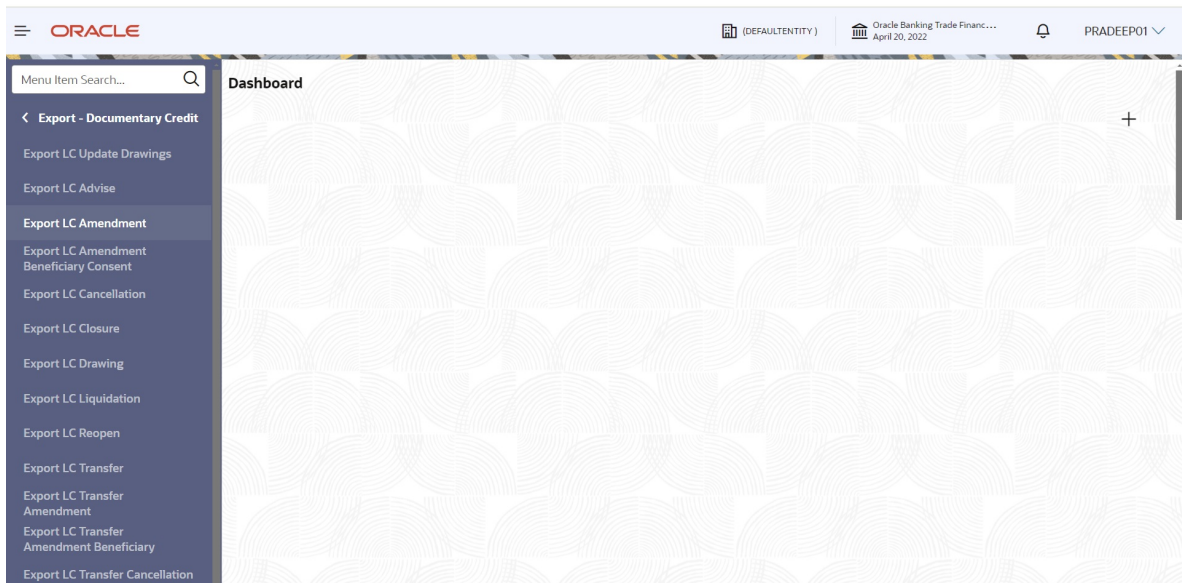 ORACLE
(DEFAULTENTITY)
Oracle Banking Trade Financ...
April 20, 2022
PRADEEP01
Menu Item Search...
Dashboard
Export - Documentary Credit
Export LC Update Drawings
Export LC Advise
Export LC Amendment
Export LC Amendment
Beneficiary Consent
Export LC Cancellation
Export LC Closure
Export LC Drawing
Export LC Liquidation
Export LC Reopen
Export LC Transfer
Export LC Transfer
Amendment
Export LC Transfer
Amendment Beneficiary
Export LC Transfer Cancellation